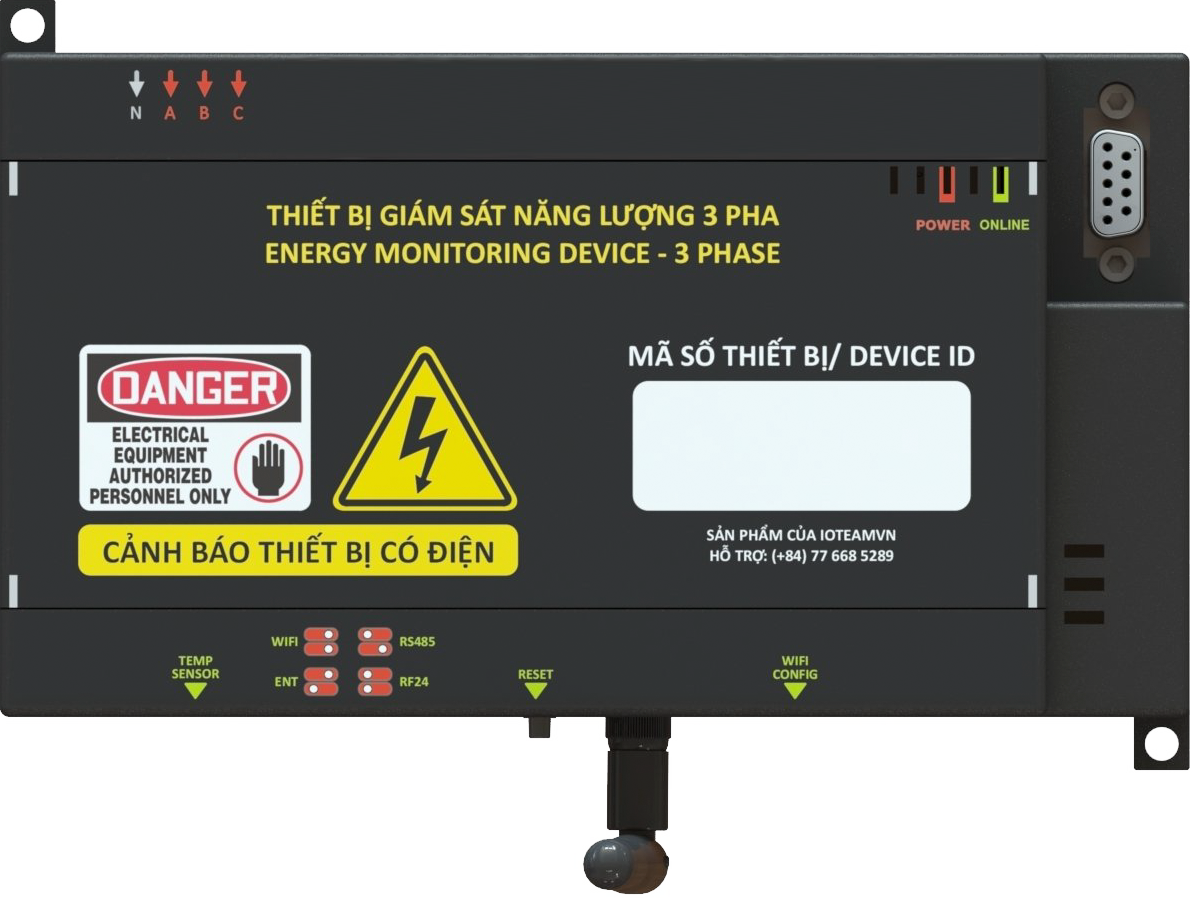 N A B C
THIẾT BỊ GIÁM SÁT NĂNG LƯỢNG 3 PHA
ENERGY MONITORING DEVICE - 3 PHASE
POWER ONLINE
DANGER
ELECTRICAL
EQUIPMENT
AUTHORIZED
PERSONNEL ONLY
CẢNH BÁO THIẾT BỊ CÓ ĐIỆN
MÃ SỐ THIẾT BỊ/ DEVICE ID
SẢN PHẨM CỦA IOTEAMVN
HỖ TRỢ: (+84) 77 668 5289
TEMP
SENSOR
WIFI
RS485
ENT
RF24
RESET
WIFI
CONFIG